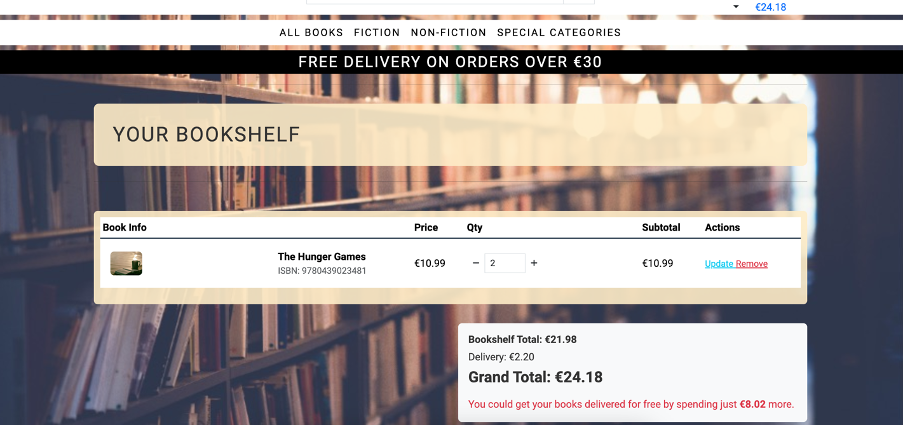 €24.18
ALL BOOKS FICTION NON-FICTION SPECIAL CATEGORIES
FREE DELIVERY ON ORDERS OVER €30
YOUR BOOKSHELF
Book Info Price Qty Subtotal Actions
The Hunger Games €10.99 − 2 + €10.99 Update Remove
ISBN: 9780439023481
Bookshelf Total: €21.98
Delivery: €2.20
Grand Total: €24.18
You could get your books delivered for free by spending just €8.02 more.